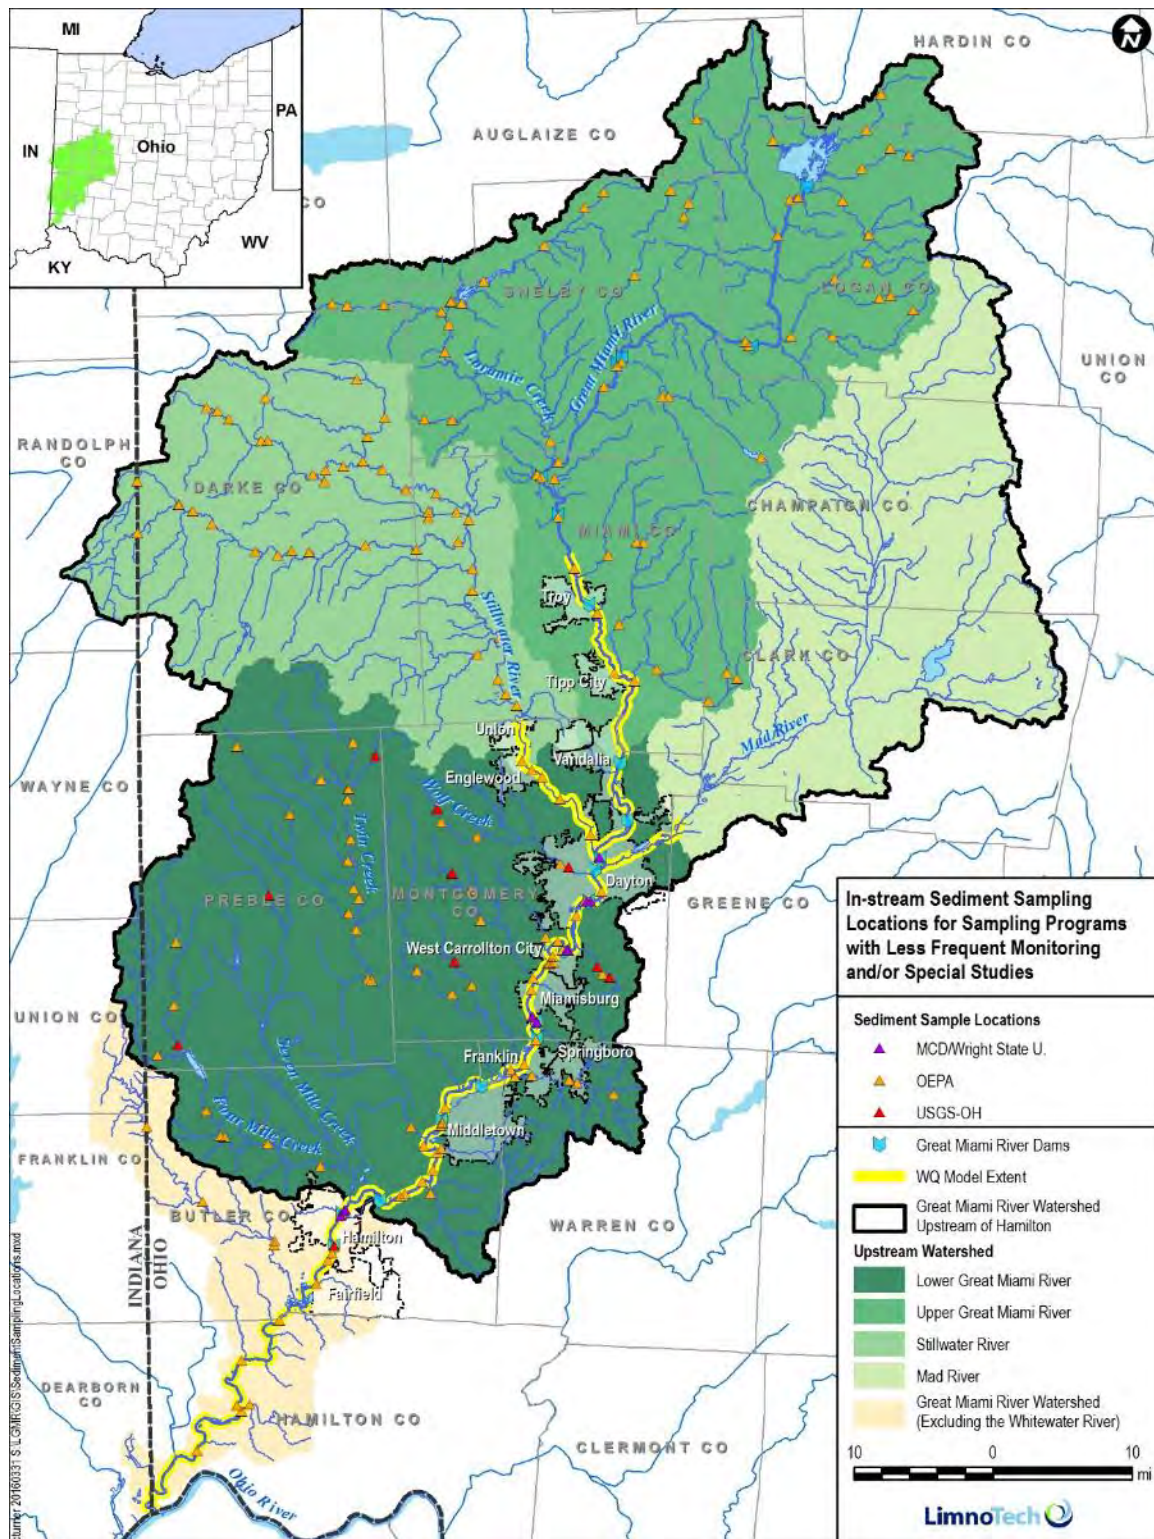 MI
PA
IN
Ohio
WV
KY
N
HARDIN CO
AUGLAIZE CO
CO
SHELBY CO
LOGAN CO
Great Miami River
Loramie Creek
UNION
CO
RANDOLPH
CO
DARKE CO
CHAMPAIGN CO
MIAMI CO
Troy
Stillwater River
CLARK CO
Tipp City
Mad River
Union
Vandalia
Englewood
WAYNE CO
Wolf Creek
Twin Creek
Dayton
PREBLE CO
MONTGOMERY
CO
GREENE CO
West Carrollton City
Miamisburg
UNION CO
Franklin
Springboro
Seven Mile Creek
Four Mile Creek
Middletown
FRANKLIN CO
BUTLER CO
WARREN CO
Hamilton
INDIANA
OHIO
Fairfield
DEARBORN
CO
HAMILTON CO
CLERMONT CO
Ohio River
In-stream Sediment Sampling
Locations for Sampling Programs
with Less Frequent Monitoring
and/or Special Studies
Sediment Sample Locations
MCD/Wright State U.
OEPA
USGS-OH
Great Miami River Dams
WQ Model Extent
Great Miami River Watershed
Upstream of Hamilton
Upstream Watershed
Lower Great Miami River
Upper Great Miami River
Stillwater River
Mad River
Great Miami River Watershed
(Excluding the Whitewater River)
10 0 10
mi
LimnoTech